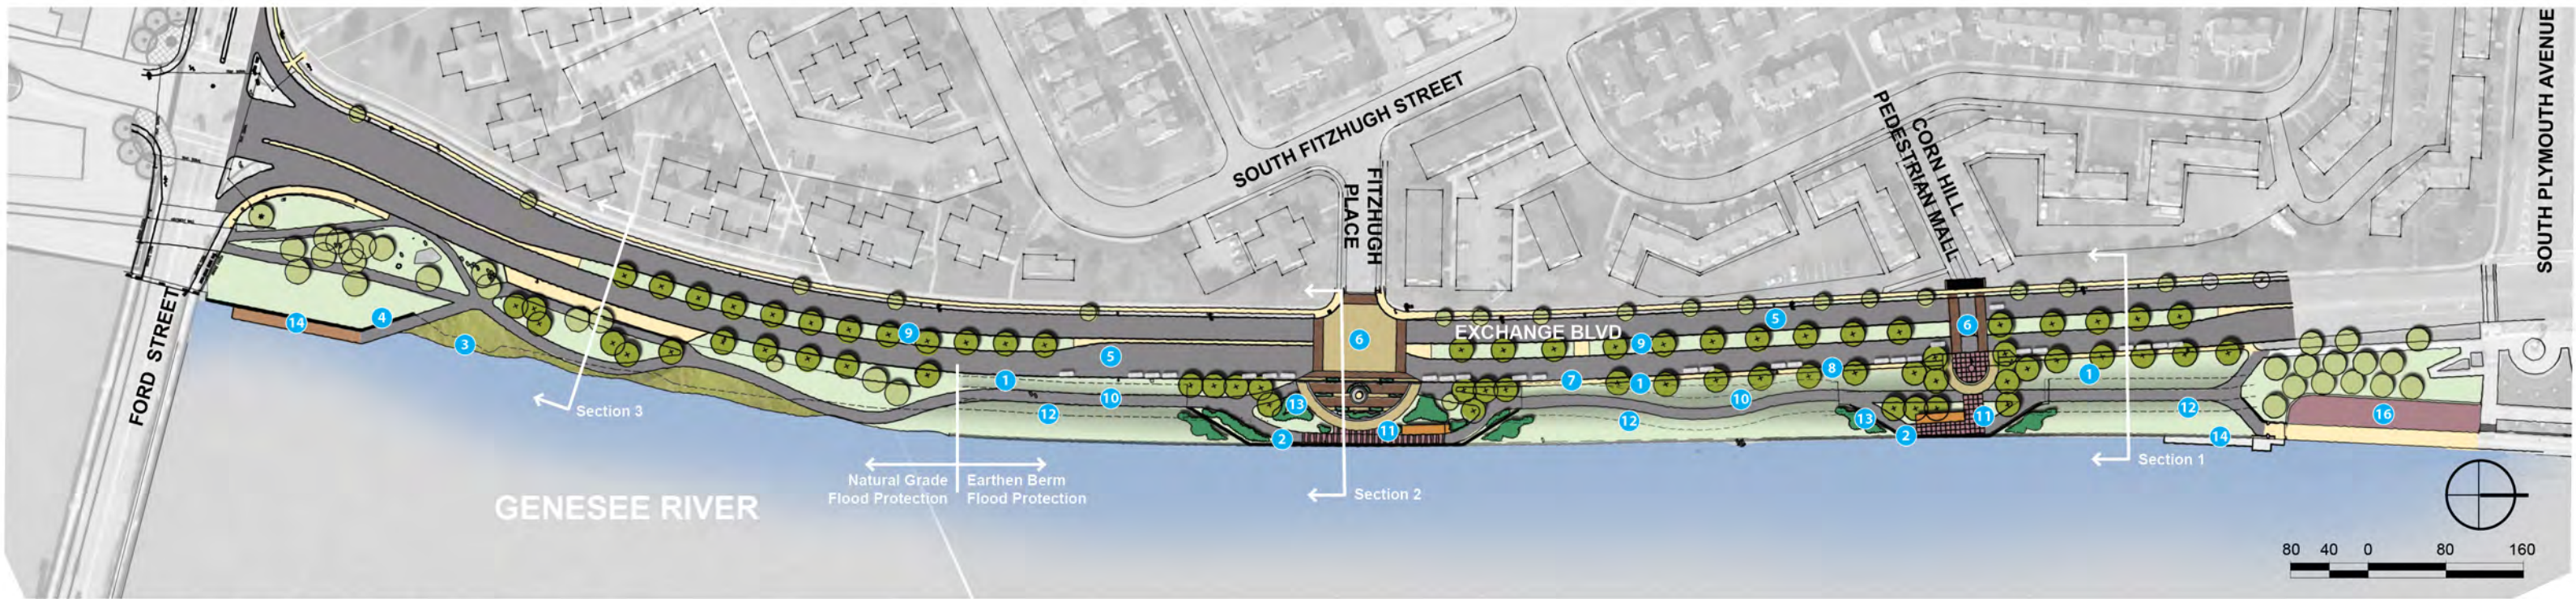 SOUTH PLYMOUTH AVENUE
SOUTH FITZHUGH STREET
FITZHUGH
PLACE
CORN HILL
PEDESTRIAN MALL
FORD STREET
EXCHANGE BLVD
GENESEE RIVER
14
4
3
9
5
1
10
12
Section 3
Natural Grade
Flood Protection
Earthen Berm
Flood Protection
6
13
2
11
Section 2
7
9
1
5
8
10
12
6
13
2
11
1
12
14
16
Section 1
80 40 0 80 160